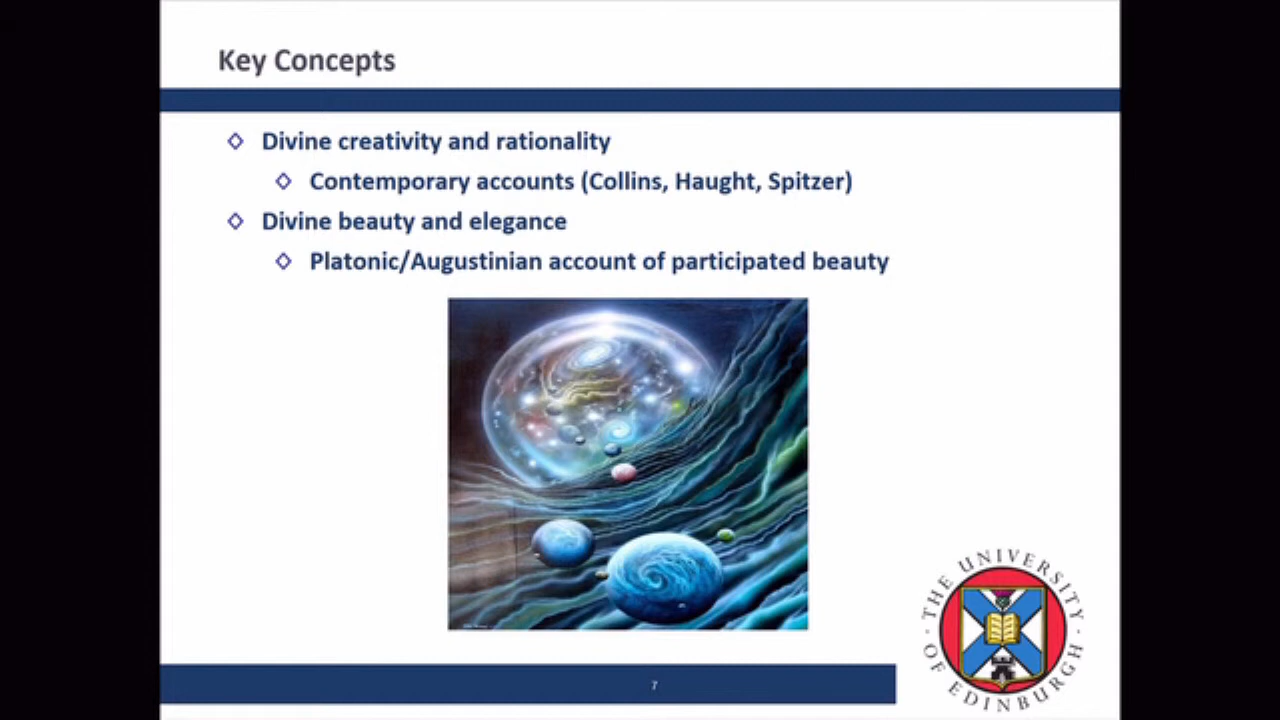 Key Concepts
Divine creativity and rationality
Contemporary accounts (Collins, Haught, Spitzer)
Divine beauty and elegance
Platonic/Augustinian account of participated beauty
THE UNIVERSITY
OF EDINBURGH
7